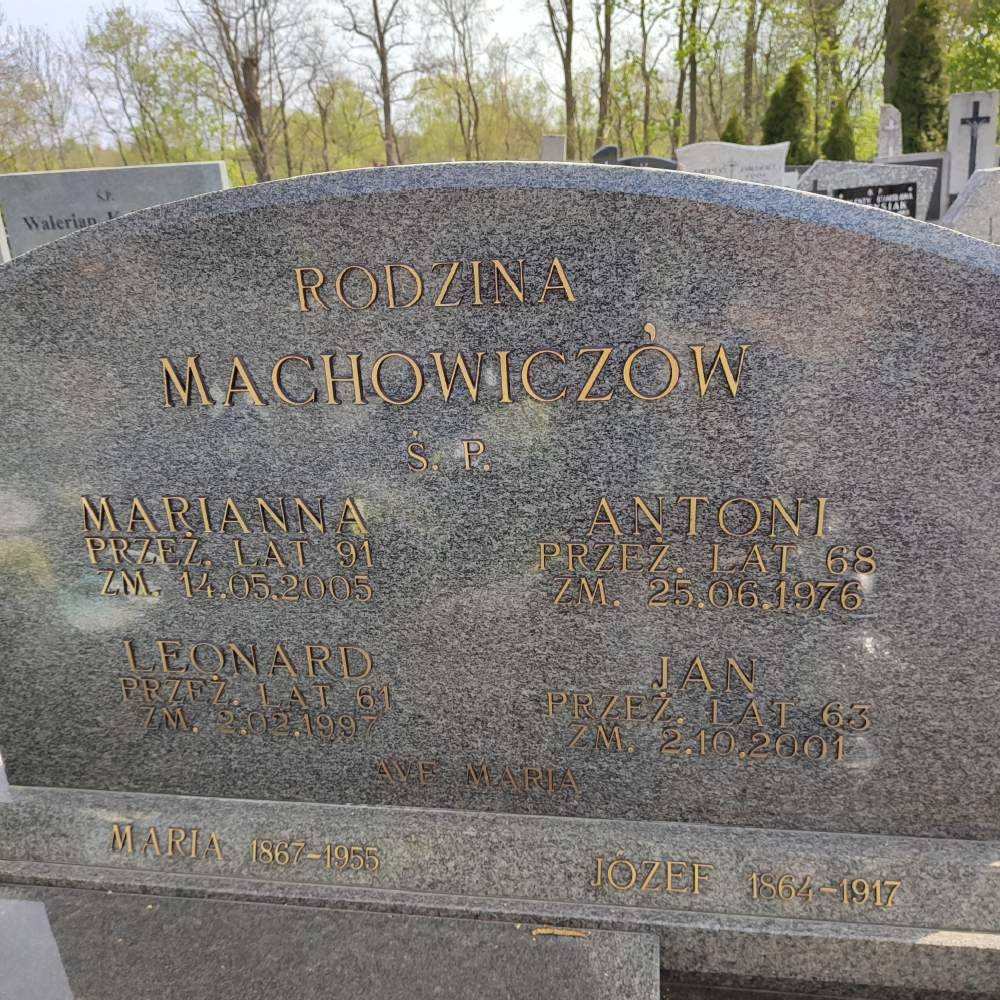 RODZINA
MACHOWICZÓW
Ś. P.
MARIANNA
PRZEŻ. LAT 91
ZM. 14.05.2005
ANTONI
PRZEŻ. LAT 68
ZM. 25.06.1976
LEONARD
PRZEŻ. LAT 61
ZM. 2.02.1997
JAN
PRZEŻ. LAT 63
ZM. 2.10.2001
AVE MARIA
MARIA 1867-1955
JÓZEF 1864-1917
Ś.P.
Walerian